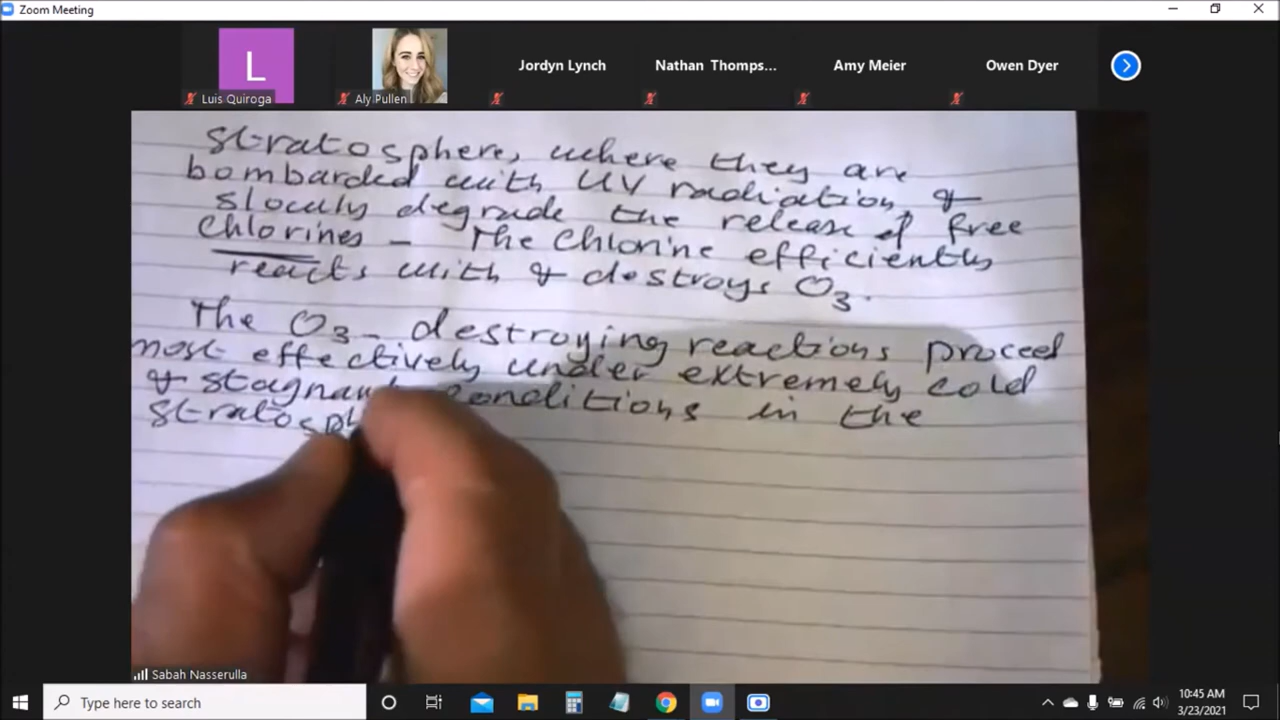 Zoom Meeting
L
Luis Quiroga
Aly Pullen
Jordyn Lynch
Nathan Thomps...
Amy Meier
Owen Dyer
stratosphere, where they are
bombarded with UV radiation &
slowly degrade the release of free
Chlorines - The Chlorine efficiently
reacts with & destroys O3.
The O3 - destroying reactions proceed
most effectively under extremely cold
& stagnant conditions in the
stratosph
Sabah Nasserulla
Type here to search
10:45 AM
3/23/2021